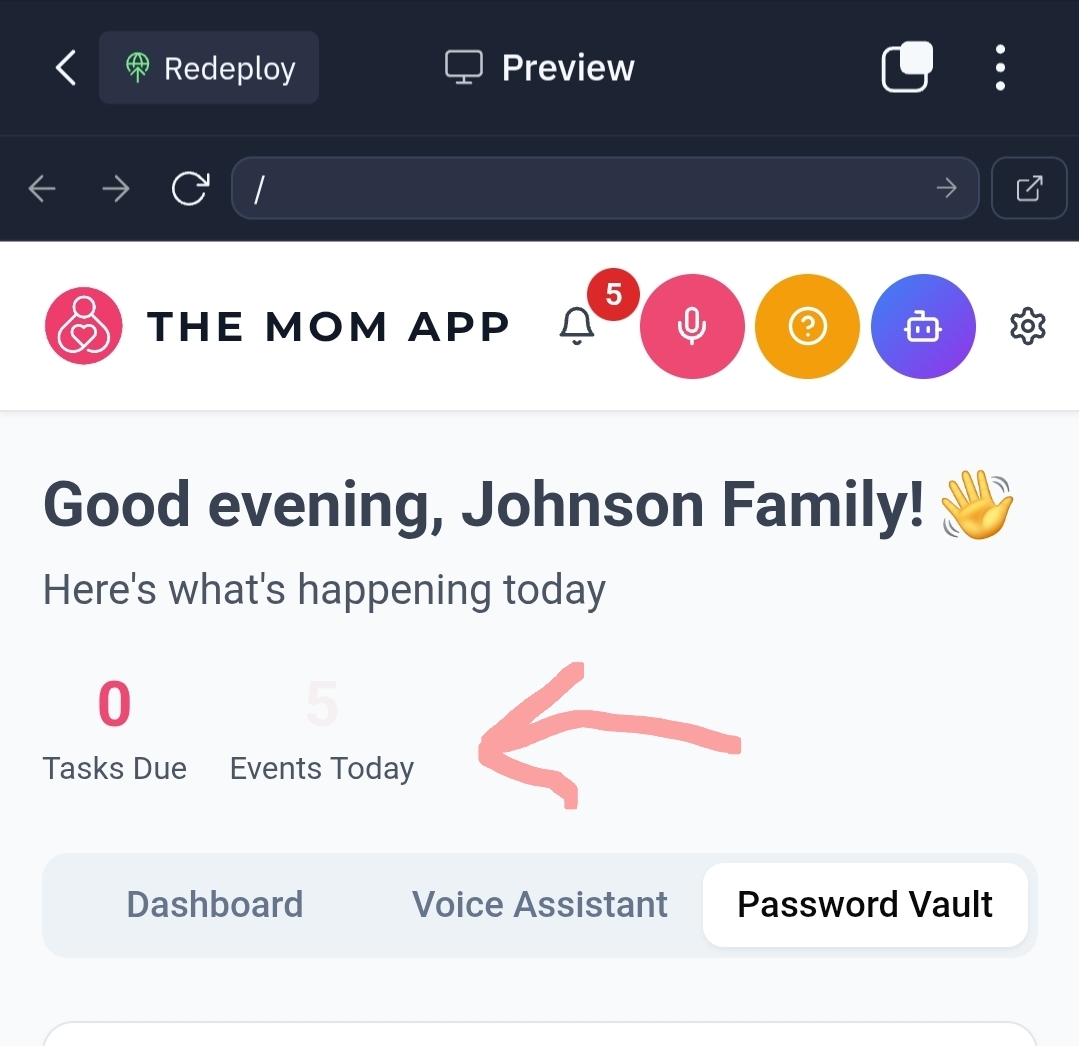 Redeploy Preview
/
THE MOM APP 5
Good evening, Johnson Family! 👋
Here's what's happening today
0 5
Tasks Due Events Today
Dashboard Voice Assistant Password Vault